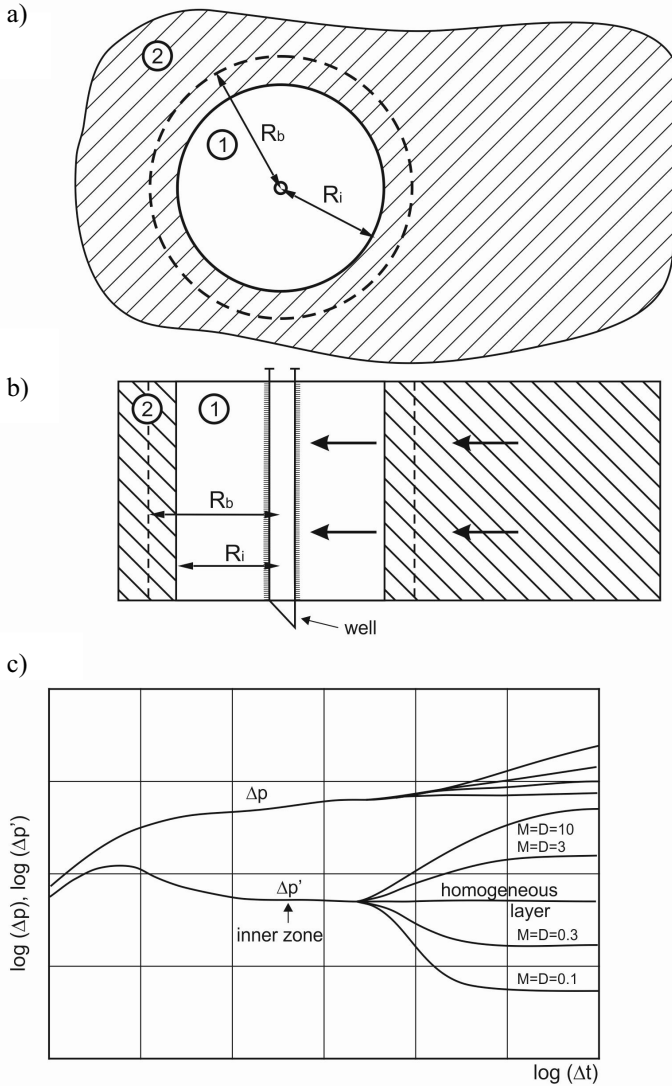 a)
2
1
Rb
Ri
b)
2
1
Rb
Ri
well
c)
log (Δp), log (Δp')
Δp
M=D=10
M=D=3
Δp'
homogeneous
layer
inner zone
M=D=0.3
M=D=0.1
log (Δt)